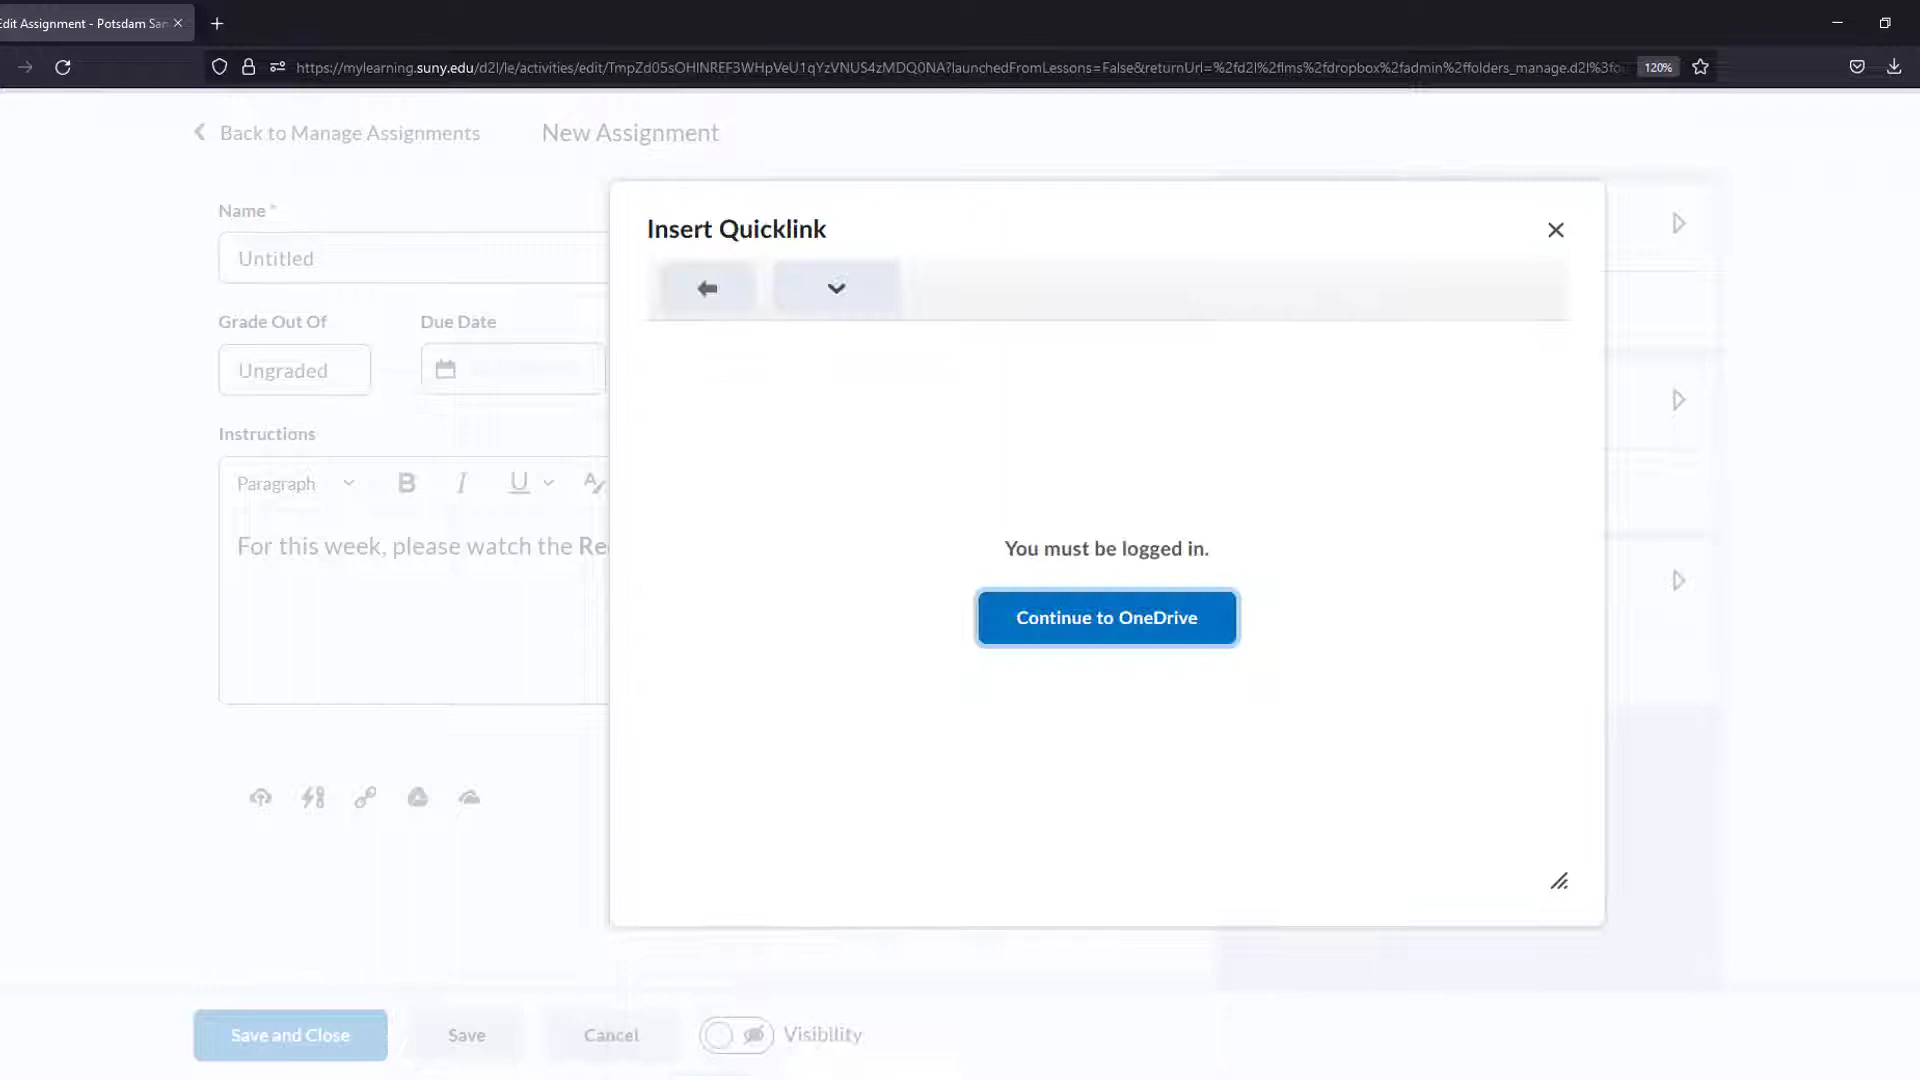 Edit Assignment - Potsdam San
https://mylearning.suny.edu/d2l/le/activities/edit/TmpZd05sOHlNREF3WHpVeU1qYzVNUS4zMDQ0NA?launchedFromLessons=False&returnUrl=%2fd2l%2flms%2fdropbox%2fadmin%2ffolders_manage.d2l%3fo
120%
Back to Manage Assignments
New Assignment
Name *
Untitled
Grade Out Of
Due Date
Ungraded
Instructions
Paragraph
B I U A
For this week, please watch the Re
Insert Quicklink
You must be logged in.
Continue to OneDrive
Save and Close
Save
Cancel
Visibility